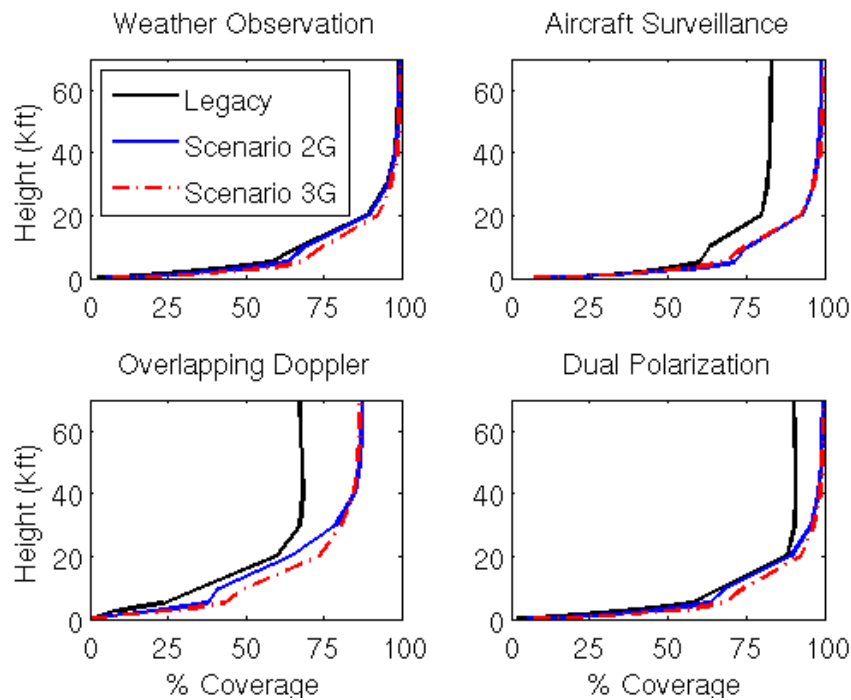 Weather Observation
Aircraft Surveillance
Height (kft)
60
40
20
0
Legacy
Scenario 2G
Scenario 3G
0 25 50 75 100
60
40
20
0
0 25 50 75 100
Overlapping Doppler
Dual Polarization
Height (kft)
60
40
20
0
0 25 50 75 100
% Coverage
60
40
20
0
0 25 50 75 100
% Coverage